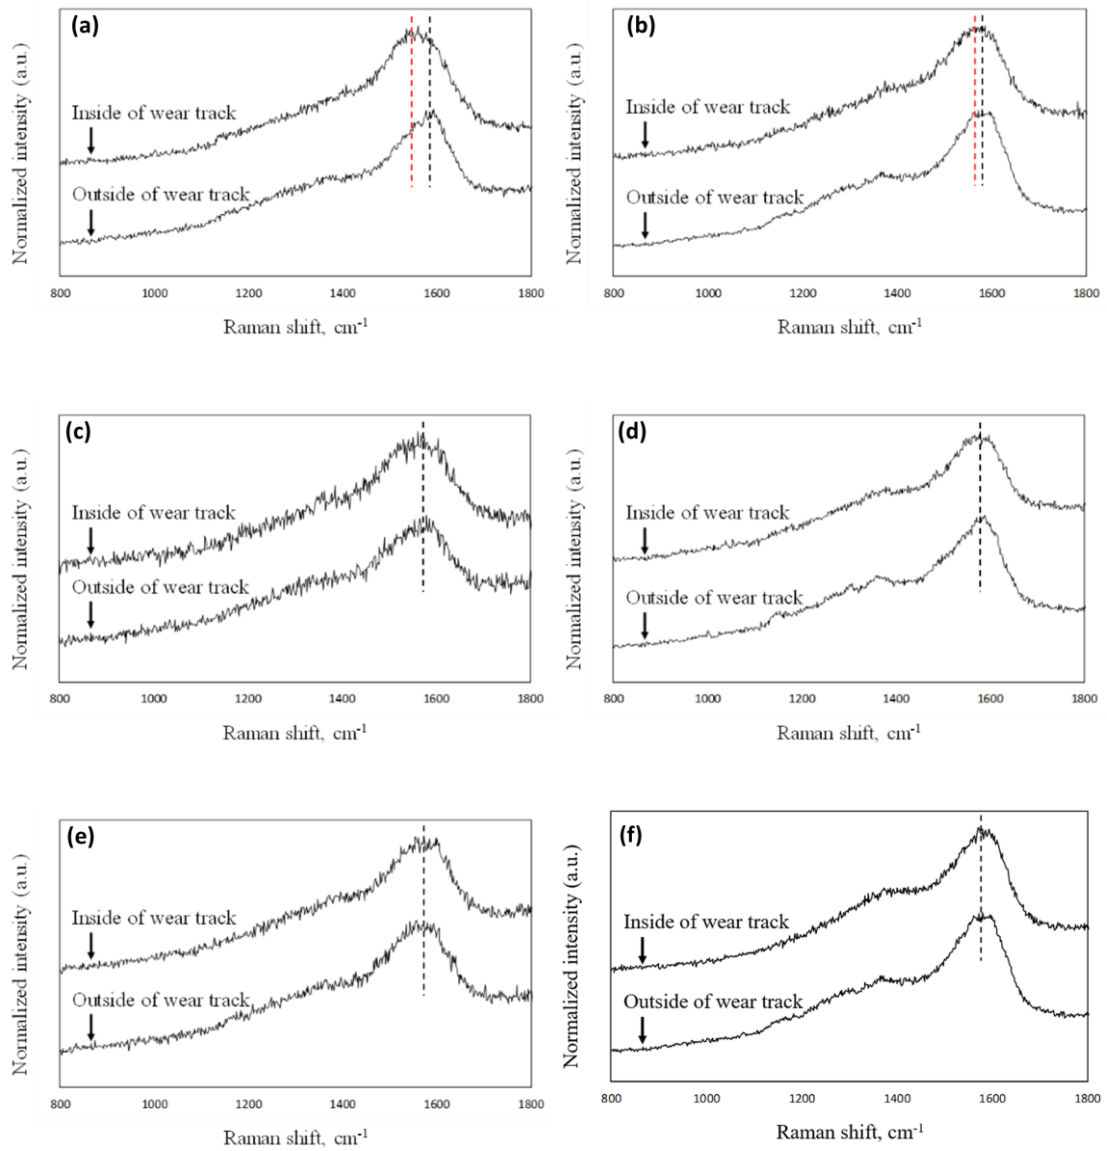 (a)
Normalized intensity (a.u.)
Inside of wear track
Outside of wear track
800 1000 1200 1400 1600 1800
Raman shift, cm-1
(b)
Normalized intensity (a.u.)
Inside of wear track
Outside of wear track
800 1000 1200 1400 1600 1800
Raman shift, cm-1
(c)
Normalized intensity (a.u.)
Inside of wear track
Outside of wear track
800 1000 1200 1400 1600 1800
Raman shift, cm-1
(d)
Normalized intensity (a.u.)
Inside of wear track
Outside of wear track
800 1000 1200 1400 1600 1800
Raman shift, cm-1
(e)
Normalized intensity (a.u.)
Inside of wear track
Outside of wear track
800 1000 1200 1400 1600 1800
Raman shift, cm-1
(f)
Normalized intensity (a.u.)
Inside of wear track
Outside of wear track
800 1000 1200 1400 1600 1800
Raman shift, cm-1